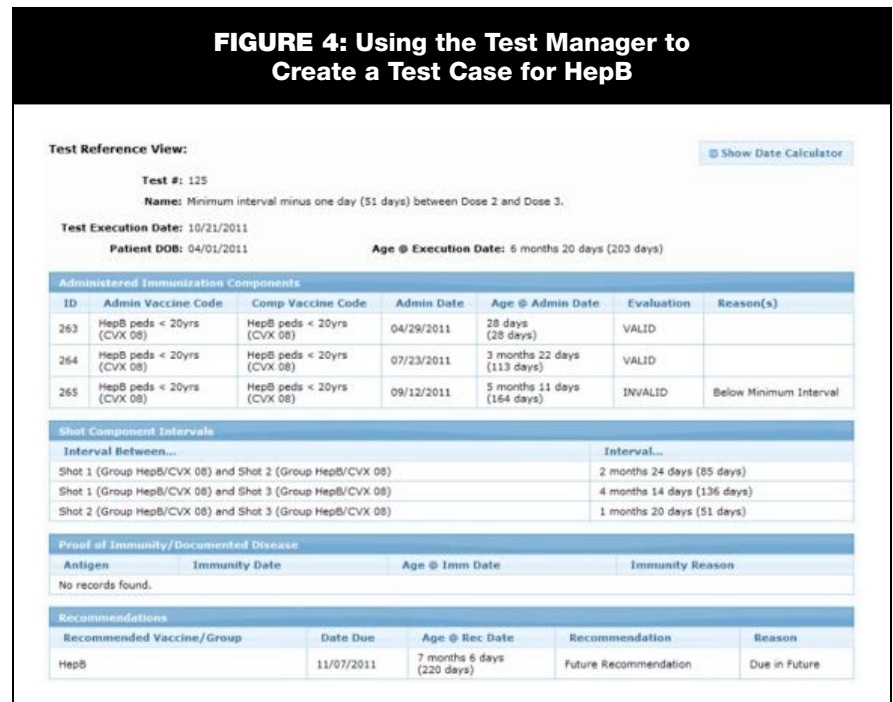 FIGURE 4: Using the Test Manager to
Create a Test Case for HepB
Test Reference View:
Show Date Calculator
Test #: 125
Name: Minimum interval minus one day (51 days) between Dose 2 and Dose 3.
Test Execution Date: 10/21/2011
Patient DOB: 04/01/2011 Age @ Execution Date: 6 months 20 days (203 days)
Administered Immunization Components
ID Admin Vaccine Code Comp Vaccine Code Admin Date Age @ Admin Date Evaluation Reason(s)
263 HepB peds < 20yrs (CVX 08) HepB peds < 20yrs (CVX 08) 04/29/2011 28 days (28 days) VALID
264 HepB peds < 20yrs (CVX 08) HepB peds < 20yrs (CVX 08) 07/23/2011 3 months 22 days (113 days) VALID
265 HepB peds < 20yrs (CVX 08) HepB peds < 20yrs (CVX 08) 09/12/2011 5 months 11 days (164 days) INVALID Below Minimum Interval
Shot Component Intervals
Interval Between... Interval...
Shot 1 (Group HepB/CVX 08) and Shot 2 (Group HepB/CVX 08) 2 months 24 days (85 days)
Shot 1 (Group HepB/CVX 08) and Shot 3 (Group HepB/CVX 08) 4 months 14 days (136 days)
Shot 2 (Group HepB/CVX 08) and Shot 3 (Group HepB/CVX 08) 1 months 20 days (51 days)
Proof of Immunity/Documented Disease
Antigen Immunity Date Age @ Imm Date Immunity Reason
No records found.
Recommendations
Recommended Vaccine/Group Date Due Age @ Rec Date Recommendation Reason
HepB 11/07/2011 7 months 6 days (220 days) Future Recommendation Due in Future